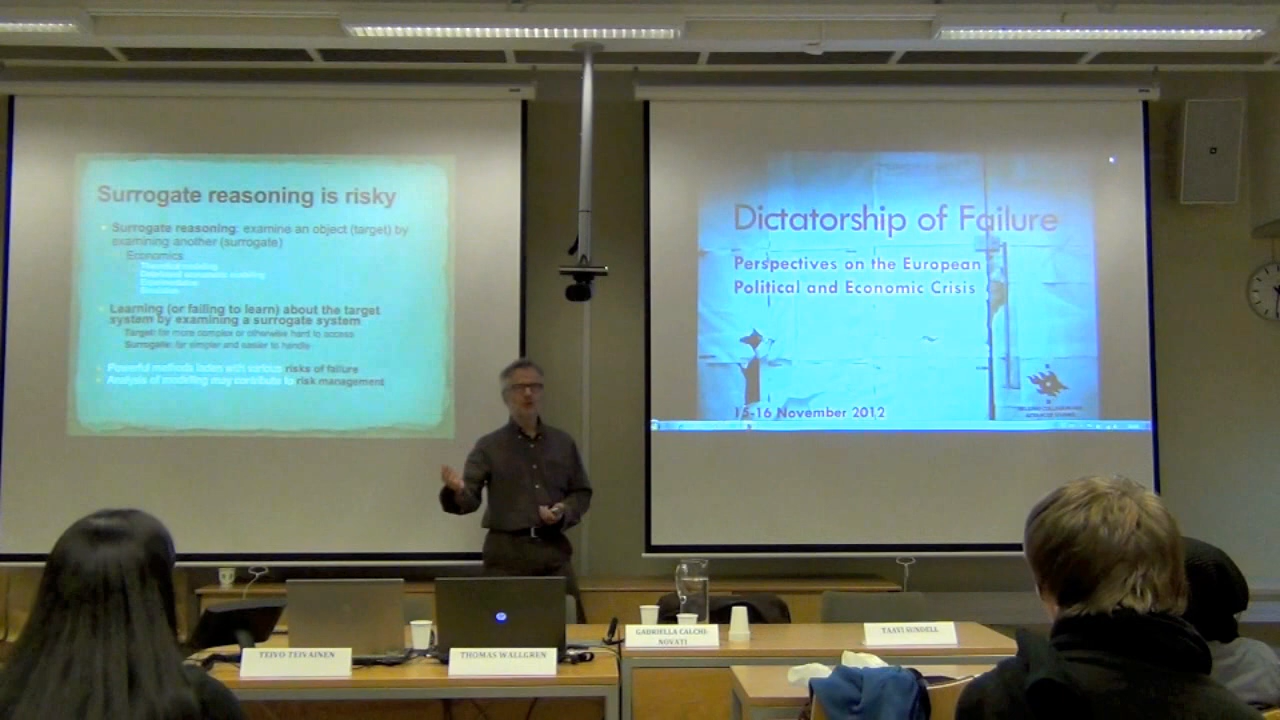 Surrogate reasoning is risky
Surrogate reasoning: examine an object (target) by
examining another (surrogate)
Economics:
Theoretical modeling
Learning (or failing to learn) about the target
system by examining a surrogate system
Target: far more complex or otherwise hard to access
Surrogate: far simpler and easier to handle
Powerful methods laden with various risks of failure
Analysis of modelling may contribute to risk management
Dictatorship of Failure
Perspectives on the European
Political and Economic Crisis
15-16 November 2012
TEIVO TEIVAINEN
THOMAS WALLGREN
GABRIELLA CALCHI-
NOVATI
TAAVI SUNDELL